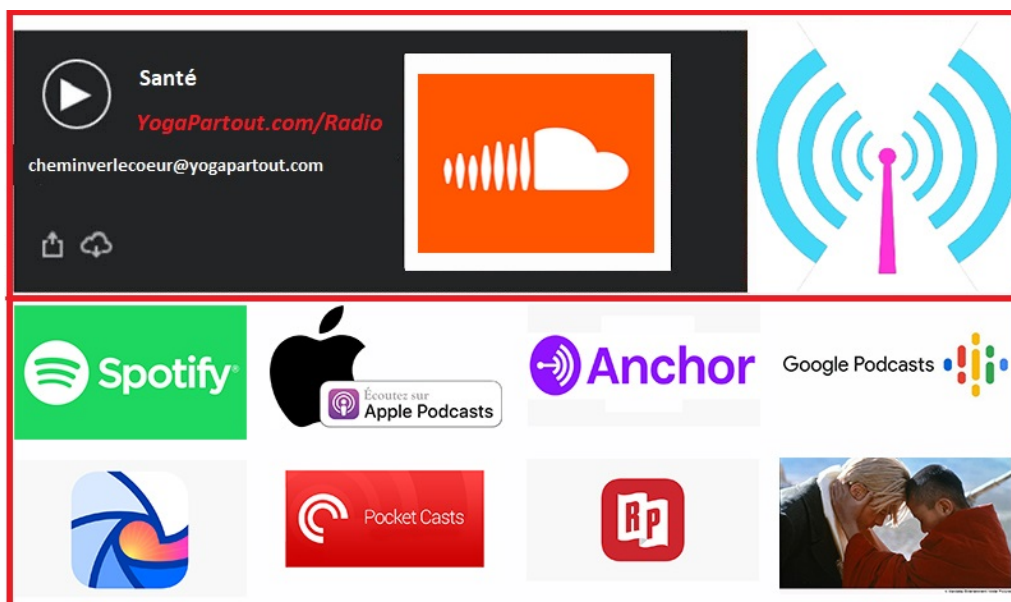 Santé
YogaPartout.com/Radio
cheminverlecoeur@yogapartout.com
Spotify®
Écoutez sur
Apple Podcasts
Anchor
Google Podcasts
Pocket Casts
RP